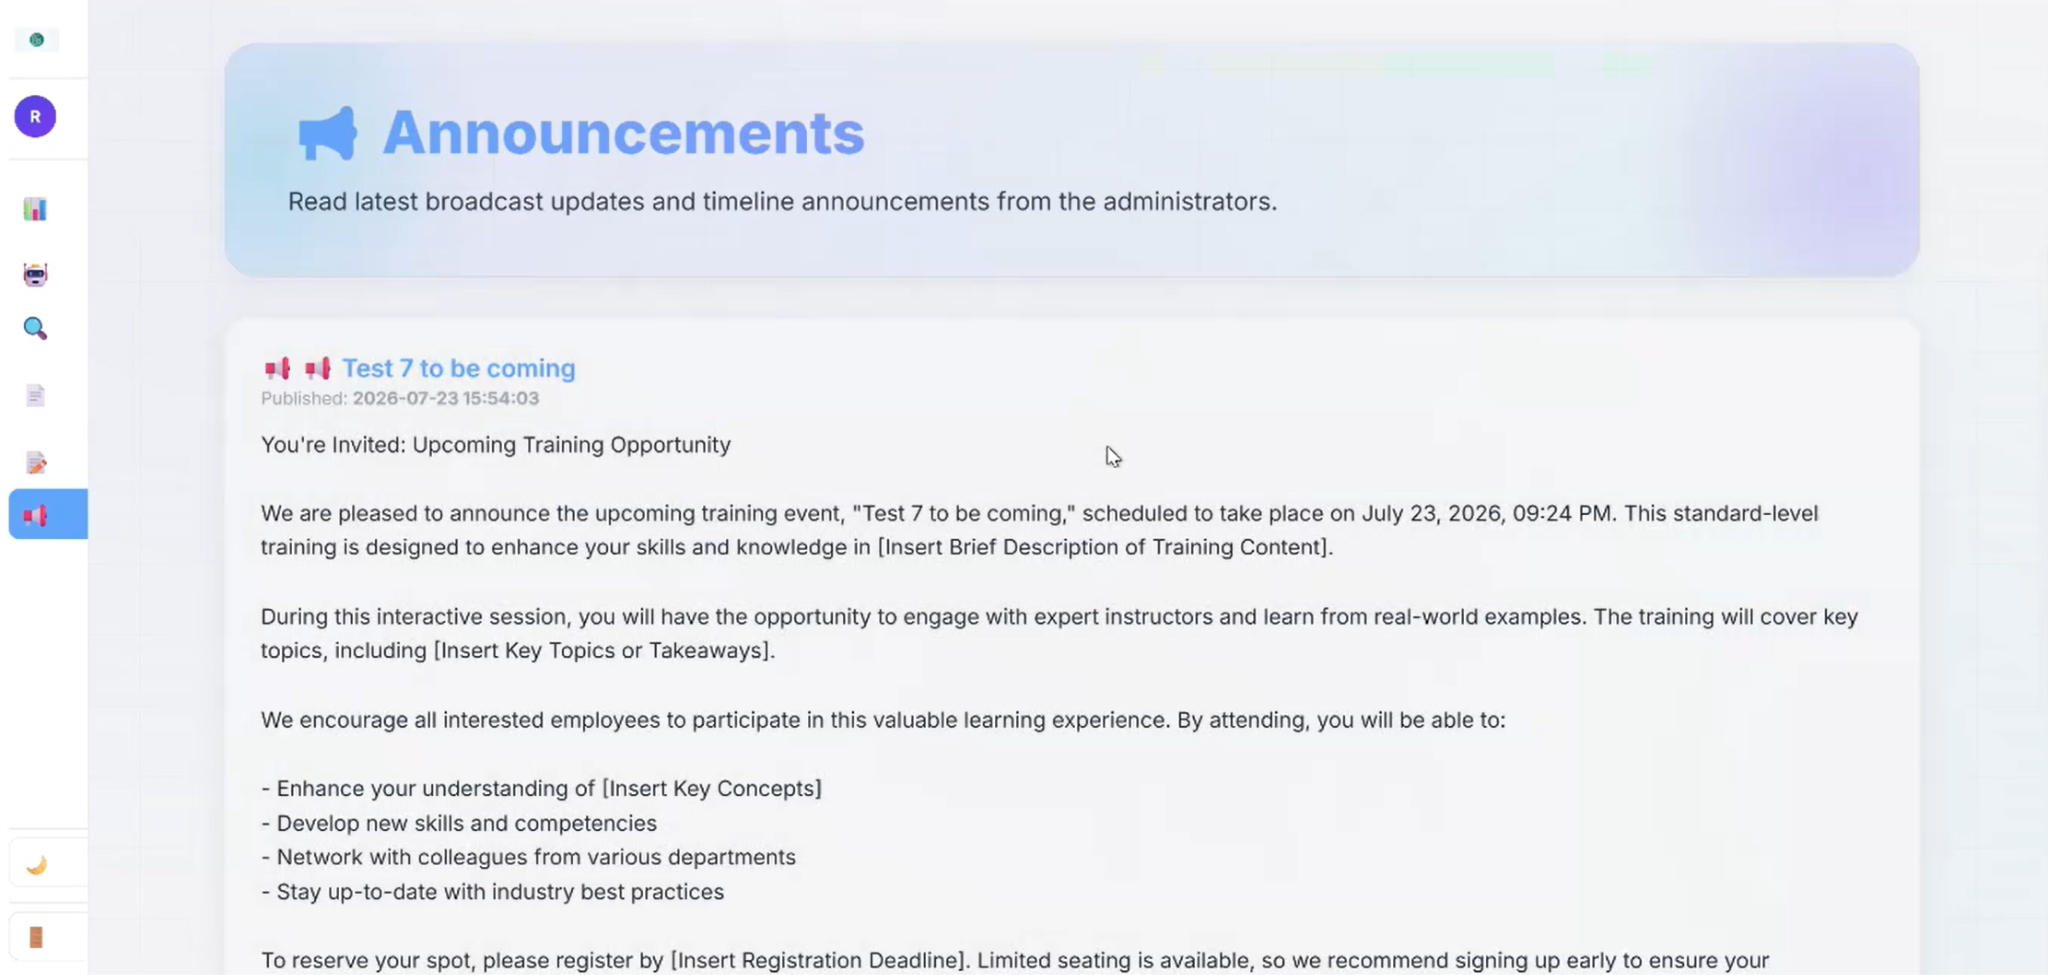 R
Announcements
Read latest broadcast updates and timeline announcements from the administrators.
Test 7 to be coming
Published: 2026-07-23 15:54:03
You're Invited: Upcoming Training Opportunity
We are pleased to announce the upcoming training event, "Test 7 to be coming," scheduled to take place on July 23, 2026, 09:24 PM. This standard-level
training is designed to enhance your skills and knowledge in [Insert Brief Description of Training Content].
During this interactive session, you will have the opportunity to engage with expert instructors and learn from real-world examples. The training will cover key
topics, including [Insert Key Topics or Takeaways].
We encourage all interested employees to participate in this valuable learning experience. By attending, you will be able to:
- Enhance your understanding of [Insert Key Concepts]
- Develop new skills and competencies
- Network with colleagues from various departments
- Stay up-to-date with industry best practices
To reserve your spot, please register by [Insert Registration Deadline]. Limited seating is available, so we recommend signing up early to ensure your